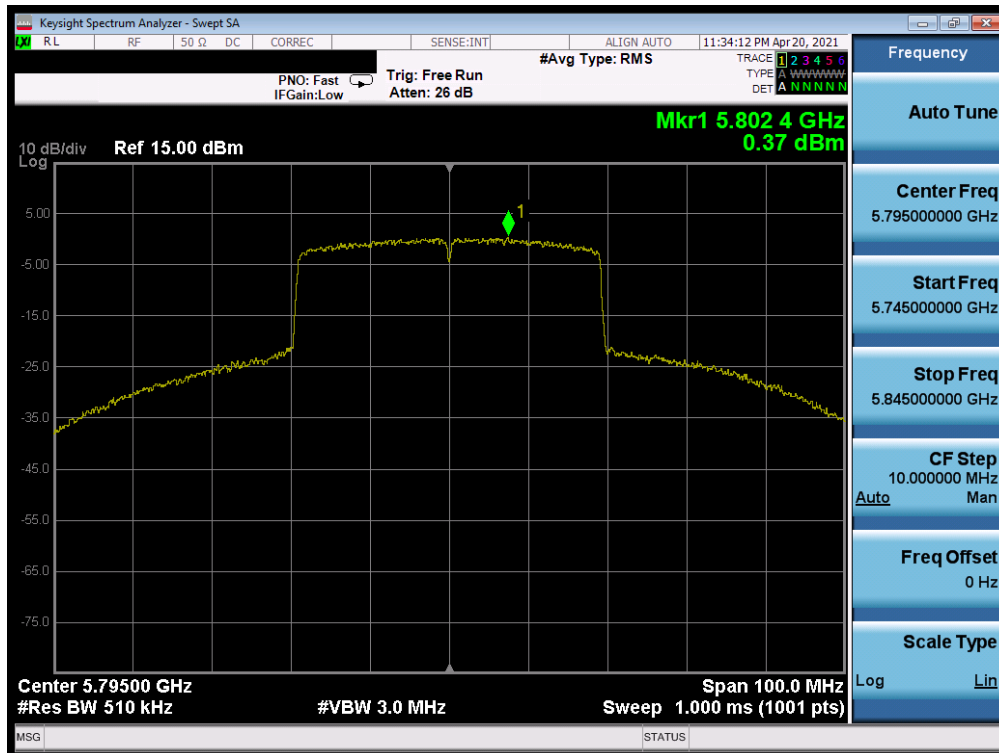 Keysight Spectrum Analyzer - Swept SA
LXI RL RF 50 Ω DC CORREC SENSE:INT ALIGN AUTO 11:34:12 PM Apr 20, 2021
Frequency
PNO: Fast
IFGain:Low
Trig: Free Run
Atten: 26 dB
#Avg Type: RMS
TRACE 1 2 3 4 5 6
TYPE A WWWWW
DET A N N N N N
Auto Tune
Mkr1 5.802 4 GHz
0.37 dBm
10 dB/div
Log
Ref 15.00 dBm
1
5.00
-5.00
-15.0
-25.0
-35.0
-45.0
-55.0
-65.0
-75.0
Center Freq
5.795000000 GHz
Start Freq
5.745000000 GHz
Stop Freq
5.845000000 GHz
CF Step
10.000000 MHz
Auto Man
Freq Offset
0 Hz
Scale Type
Log Lin
Center 5.79500 GHz Span 100.0 MHz
#Res BW 510 kHz #VBW 3.0 MHz Sweep 1.000 ms (1001 pts)
MSG STATUS